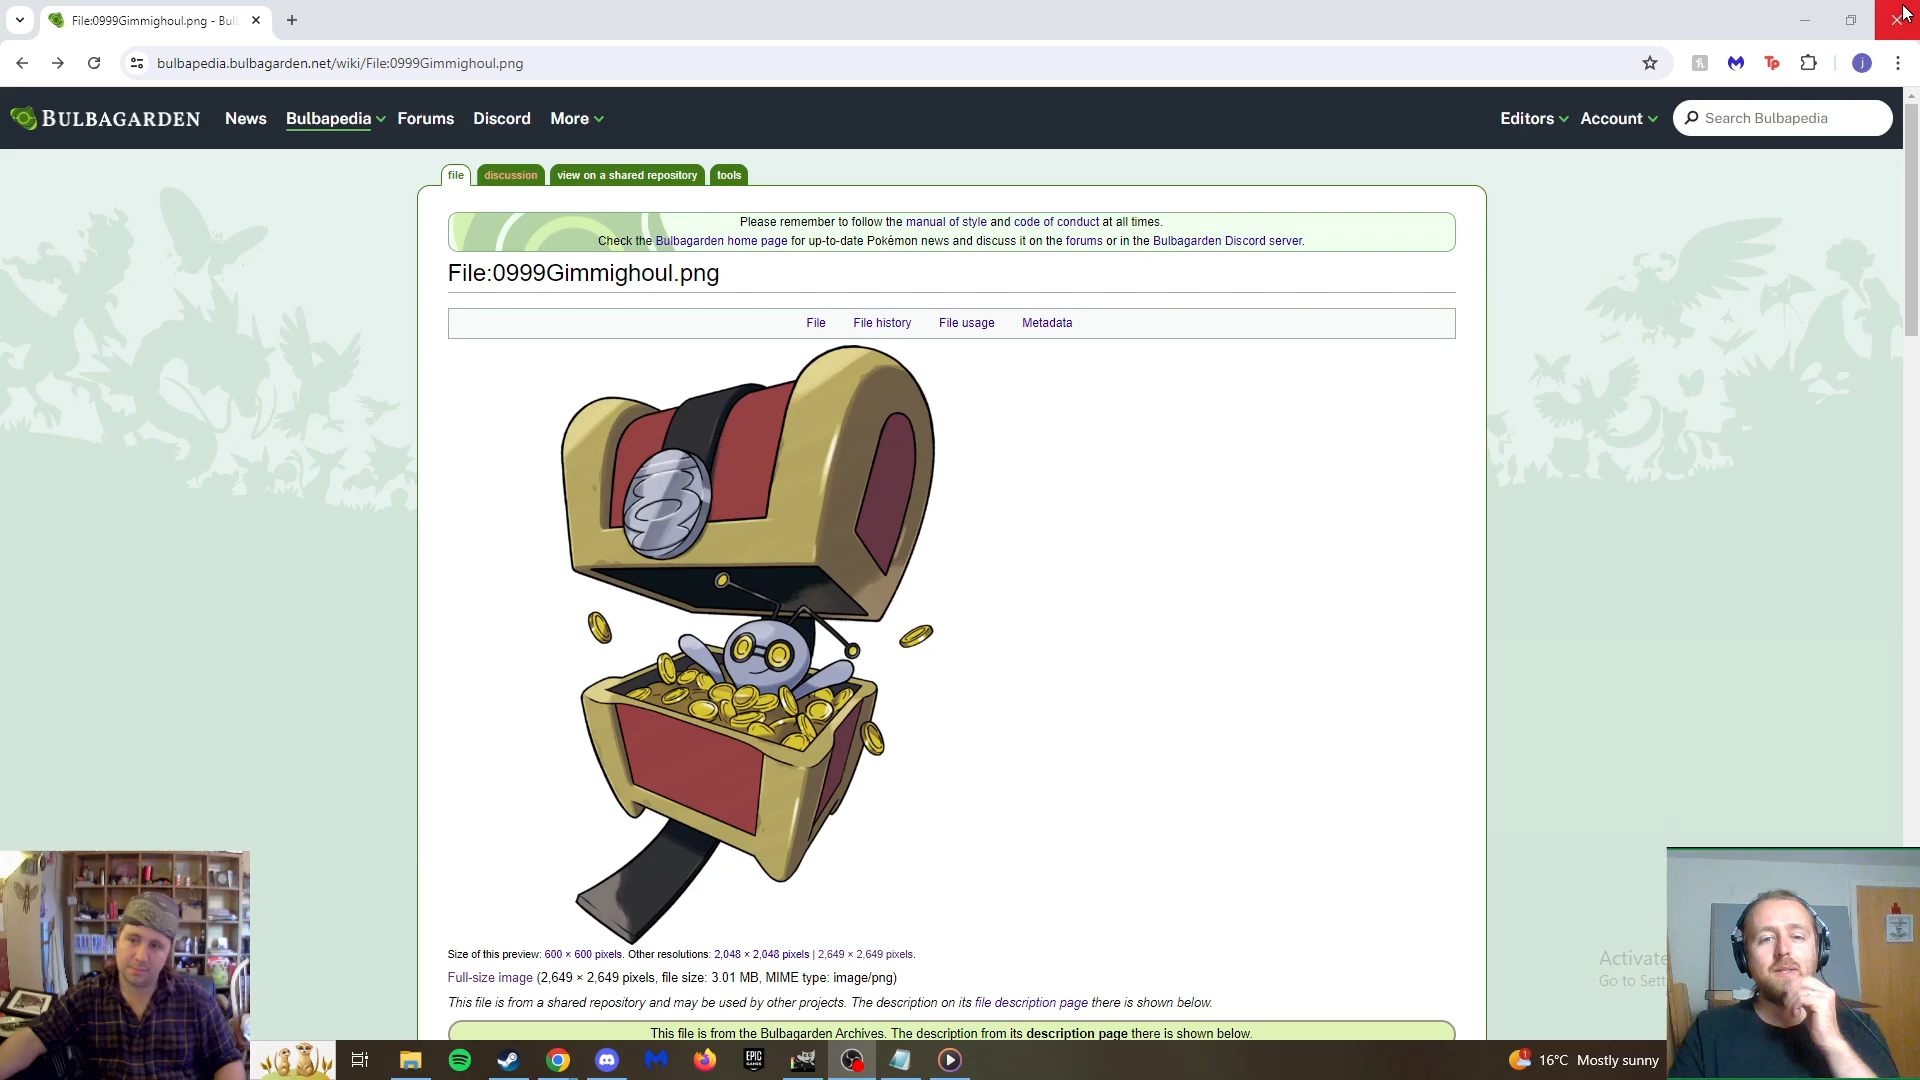 File:0999Gimmighoul.png - Bul
bulbapedia.bulbagarden.net/wiki/File:0999Gimmighoul.png
Tp
j
BULBAGARDEN
News
Bulbapedia
Forums
Discord
More
Editors
Account
Search Bulbapedia
file
discussion
view on a shared repository
tools
Please remember to follow the manual of style and code of conduct at all times.
Check the Bulbagarden home page for up-to-date Pokémon news and discuss it on the forums or in the Bulbagarden Discord server.
File:0999Gimmighoul.png
File
File history
File usage
Metadata
Size of this preview: 600 × 600 pixels. Other resolutions: 2,048 × 2,048 pixels | 2,649 × 2,649 pixels.
Full-size image (2,649 × 2,649 pixels, file size: 3.01 MB, MIME type: image/png)
This file is from a shared repository and may be used by other projects. The description on its file description page there is shown below.
This file is from the Bulbagarden Archives. The description from its description page there is shown below.
Activate
Go to Sett
EPIC
GAMES
1
16°C Mostly sunny